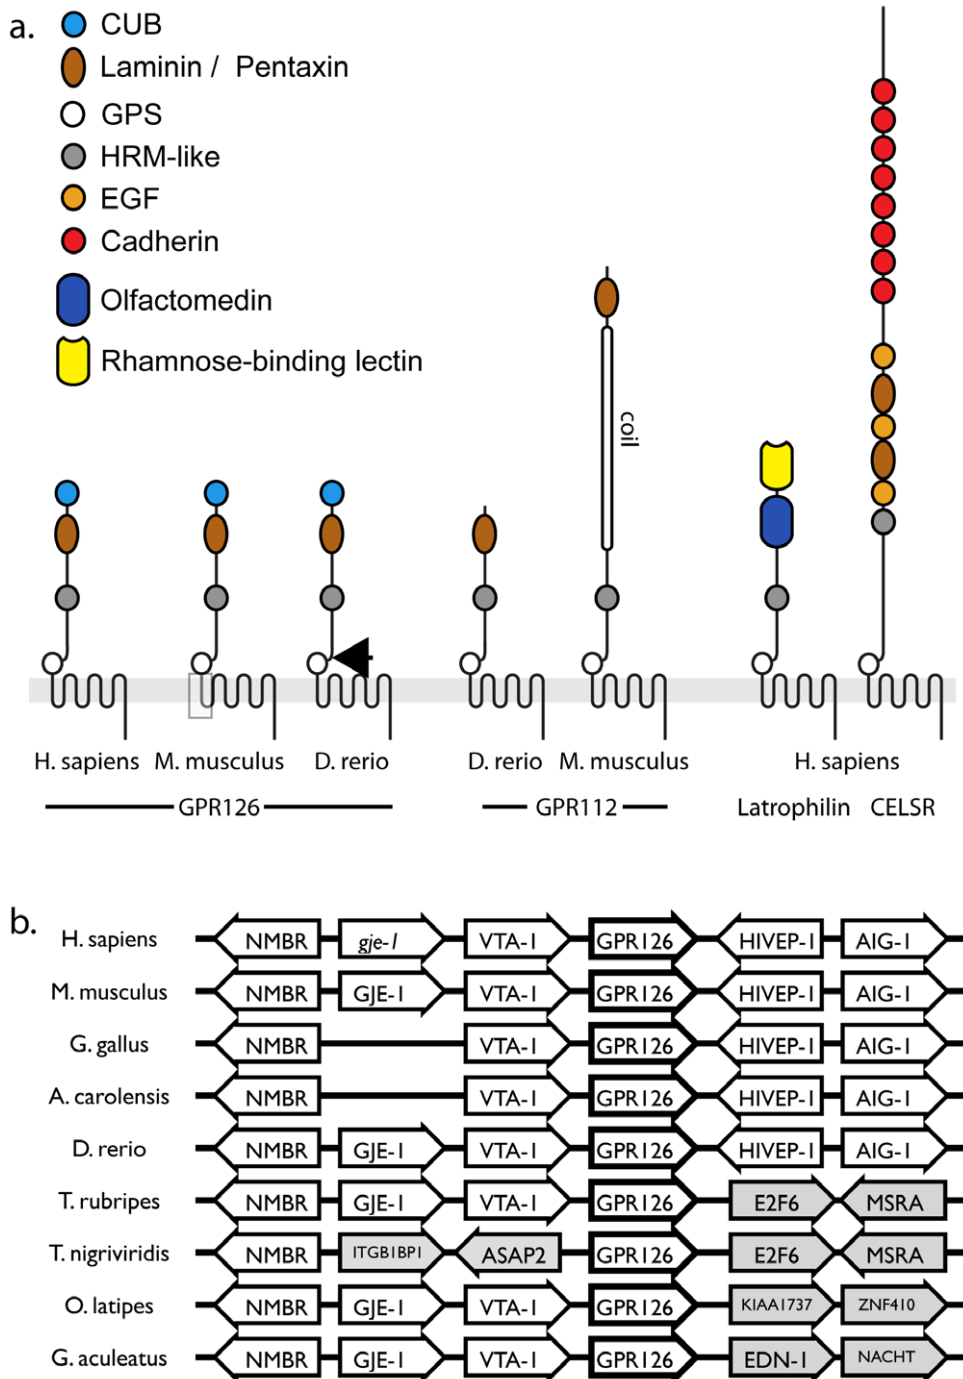 a.
CUB
Laminin / Pentaxin
GPS
HRM-like
EGF
Cadherin
Olfactomedin
Rhamnose-binding lectin
coil
H. sapiens M. musculus D. rerio D. rerio M. musculus H. sapiens
GPR126 GPR112 Latrophilin CELSR
b.
H. sapiens NMBR gje-1 VTA-1 GPR126 HIVEP-1 AIG-1
M. musculus NMBR GJE-1 VTA-1 GPR126 HIVEP-1 AIG-1
G. gallus NMBR VTA-1 GPR126 HIVEP-1 AIG-1
A. carolensis NMBR VTA-1 GPR126 HIVEP-1 AIG-1
D. rerio NMBR GJE-1 VTA-1 GPR126 HIVEP-1 AIG-1
T. rubripes NMBR GJE-1 VTA-1 GPR126 E2F6 MSRA
T. nigriviridis NMBR ITGB1BP1 ASAP2 GPR126 E2F6 MSRA
O. latipes NMBR GJE-1 VTA-1 GPR126 KIAA1737 ZNF410
G. aculeatus NMBR GJE-1 VTA-1 GPR126 EDN-1 NACHT